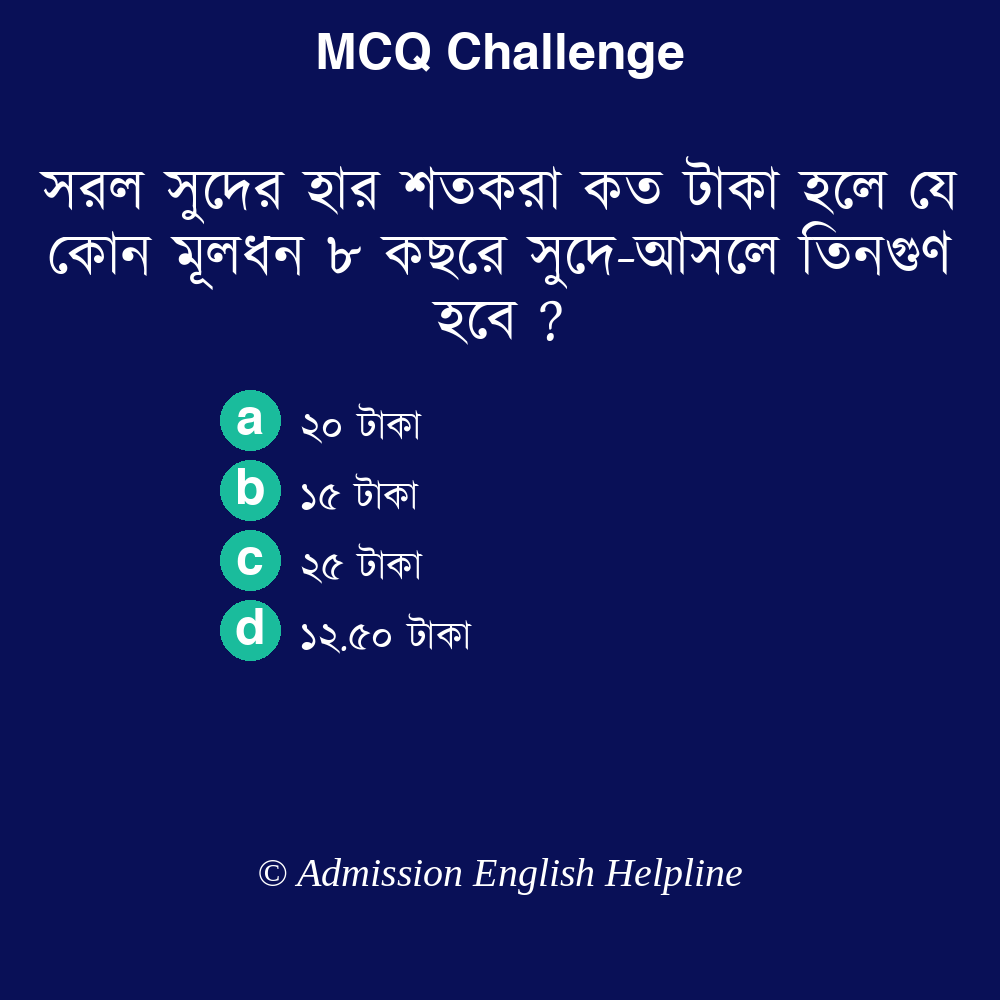 MCQ Challenge
সরল সুদের হার শতকরা কত টাকা হলে যে
কোন মূলধন ৮ কছরে সুদে-আসলে তিনগুণ
হবে ?
a ২০ টাকা
b ১৫ টাকা
c ২৫ টাকা
d ১২.৫০ টাকা
© Admission English Helpline